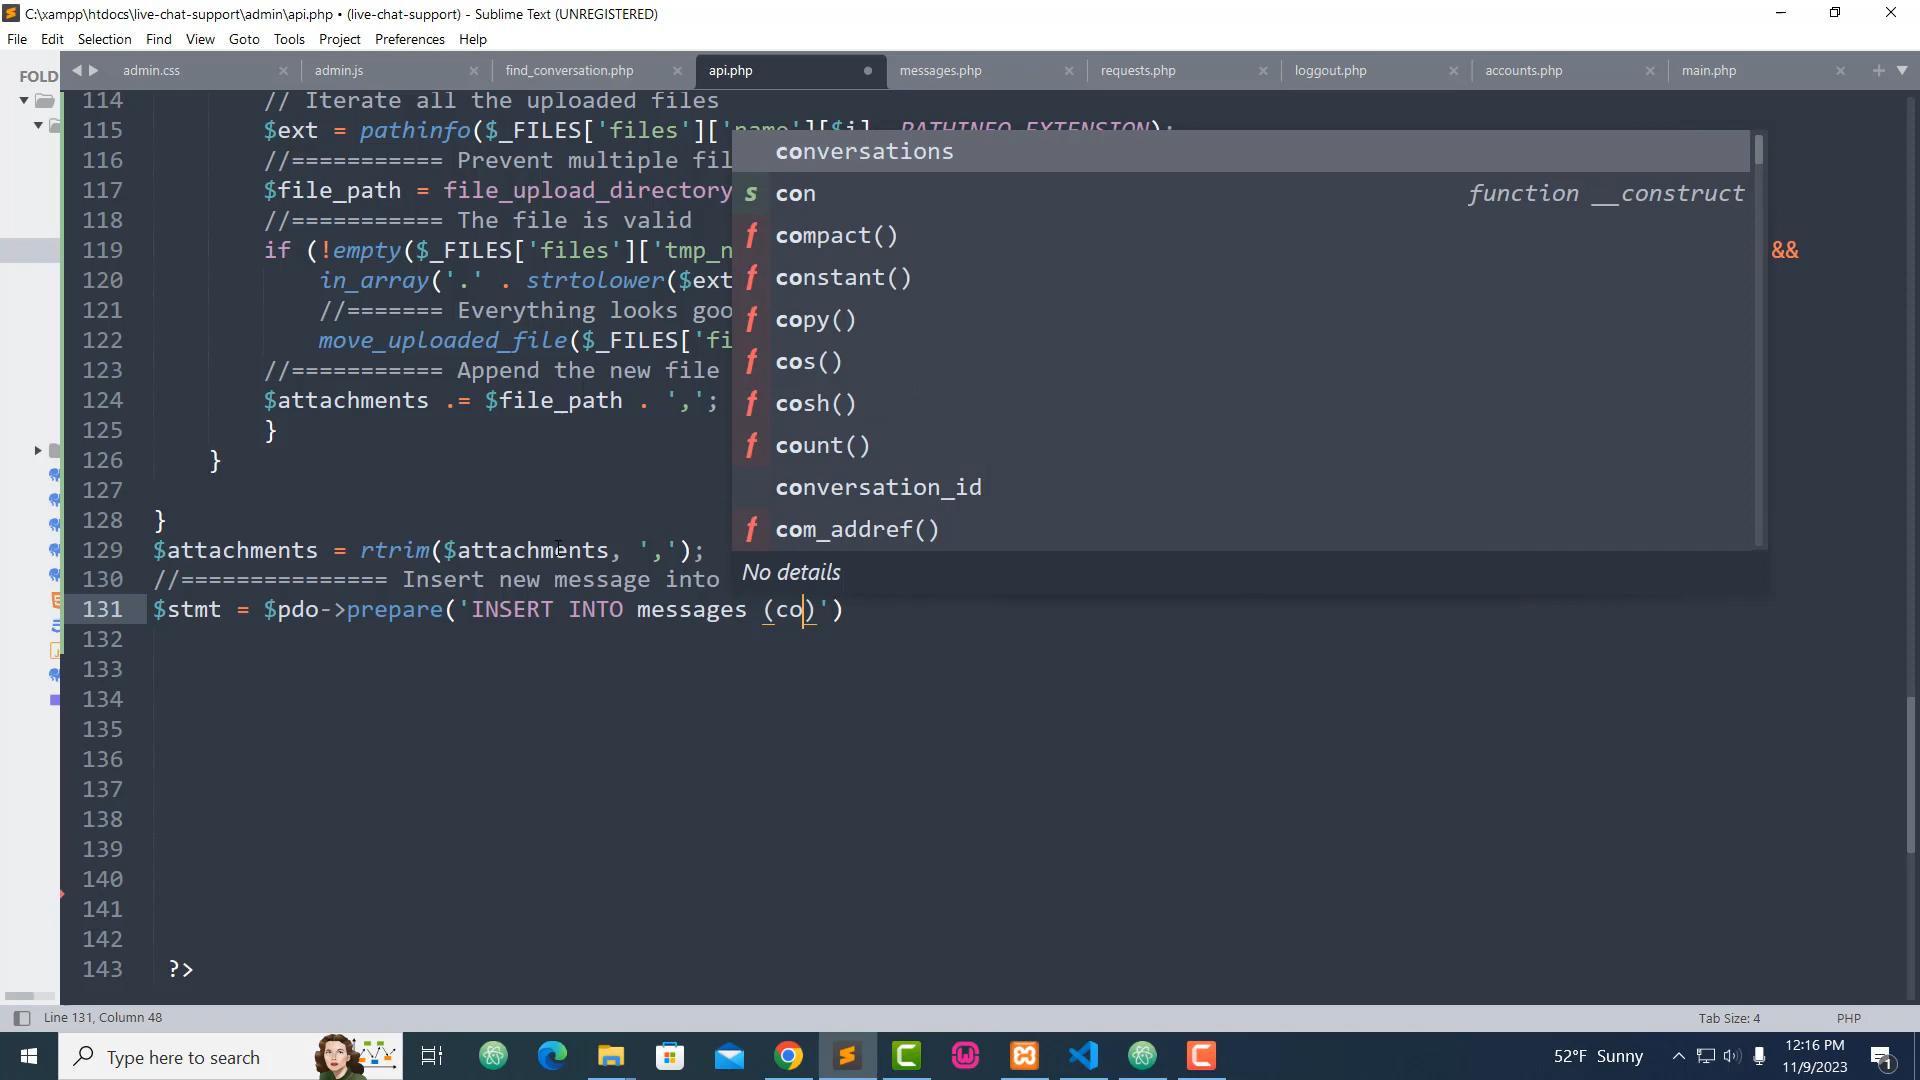 C:\xampp\htdocs\live-chat-support\admin\api.php • (live-chat-support) - Sublime Text (UNREGISTERED)
File Edit Selection Find View Goto Tools Project Preferences Help
FOLD
admin.css admin.js find_conversation.php api.php messages.php requests.php loggout.php accounts.php main.php
114 // Iterate all the uploaded files
115 $ext = pathinfo($_FILES['files']['name'][$i], PATHINFO_EXTENSION);
116 //=========== Prevent multiple fil
117 $file_path = file_upload_directory
118 //=========== The file is valid
119 if (!empty($_FILES['files']['tmp_n &&
120 in_array('.' . strtolower($ext
121 //======= Everything looks goo
122 move_uploaded_file($_FILES['fi
123 //=========== Append the new file
124 $attachments .= $file_path . ',';
125 }
126 }
127
128 }
129 $attachments = rtrim($attachments, ',');
130 //=============== Insert new message into
131 $stmt = $pdo->prepare('INSERT INTO messages (co)')
132
133
134
135
136
137
138
139
140
141
142
143 ?>
conversations
s con function __construct
f compact()
f constant()
f copy()
f cos()
f cosh()
f count()
conversation_id
f com_addref()
No details
Line 131, Column 48 Tab Size: 4 PHP
Type here to search
52°F Sunny
12:16 PM
11/9/2023
1